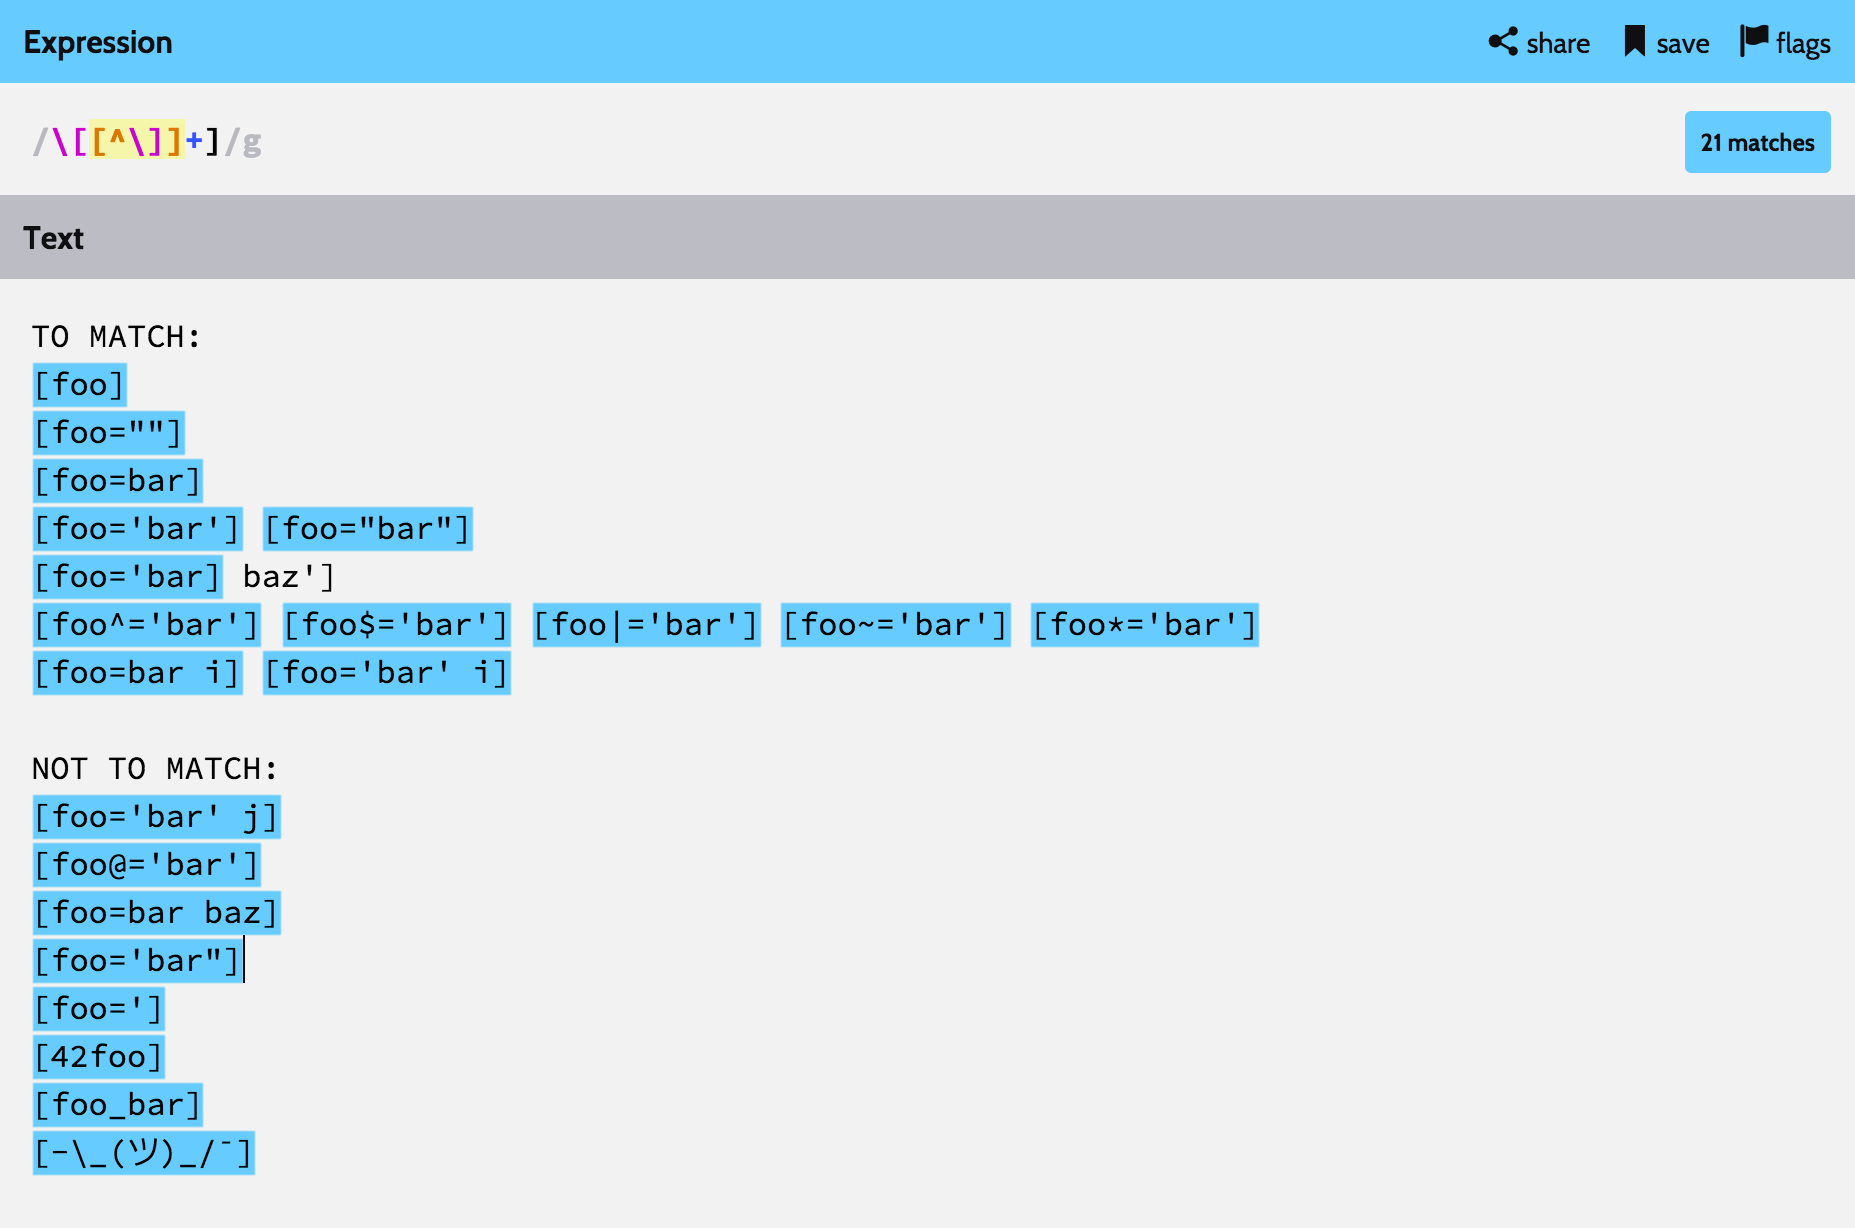 Expression
share save flags
/\[[^\]]+]/g
21 matches
Text
TO MATCH:
[foo]
[foo=""]
[foo=bar]
[foo='bar'] [foo="bar"]
[foo='bar] baz']
[foo^='bar'] [foo$='bar'] [foo|='bar'] [foo~='bar'] [foo*='bar']
[foo=bar i] [foo='bar' i]
NOT TO MATCH:
[foo='bar' j]
[foo@='bar']
[foo=bar baz]
[foo='bar"]
[foo=']
[42foo]
[foo_bar]
[-\_(ツ)_/¯]